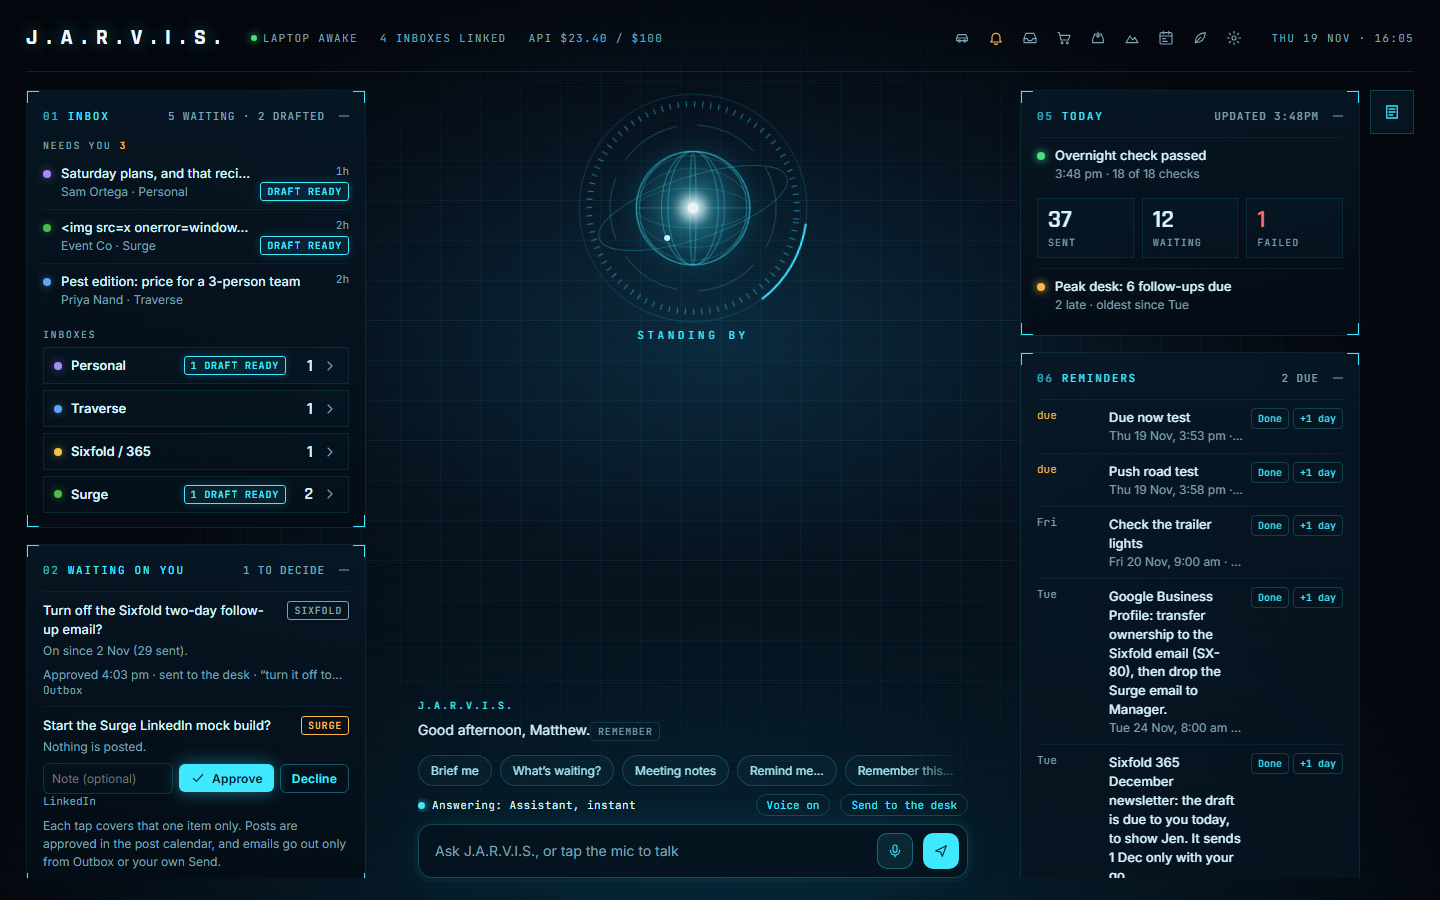 J.A.R.V.I.S.
LAPTOP AWAKE 4 INBOXES LINKED API $23.40 / $100
THU 19 NOV · 16:05
01 INBOX 5 WAITING · 2 DRAFTED
NEEDS YOU 3
Saturday plans, and that reci... 1h
Sam Ortega · Personal DRAFT READY
<img src=x onerror=window... 2h
Event Co · Surge DRAFT READY
Pest edition: price for a 3-person team 2h
Priya Nand · Traverse
INBOXES
Personal 1 DRAFT READY 1
Traverse 1
Sixfold / 365 1
Surge 1 DRAFT READY 2
02 WAITING ON YOU 1 TO DECIDE
Turn off the Sixfold two-day follow-
up email? SIXFOLD
On since 2 Nov (29 sent).
Approved 4:03 pm · sent to the desk · “turn it off to...
Outbox
Start the Surge LinkedIn mock build? SURGE
Nothing is posted.
Note (optional) Approve Decline
LinkedIn
Each tap covers that one item only. Posts are
approved in the post calendar, and emails go out only
from Outbox or your own Send.
STANDING BY
J.A.R.V.I.S.
Good afternoon, Matthew. REMEMBER
Brief me What’s waiting? Meeting notes Remind me... Remember this...
Answering: Assistant, instant Voice on Send to the desk
Ask J.A.R.V.I.S., or tap the mic to talk
05 TODAY UPDATED 3:48PM
Overnight check passed
3:48 pm · 18 of 18 checks
37 12 1
SENT WAITING FAILED
Peak desk: 6 follow-ups due
2 late · oldest since Tue
06 REMINDERS 2 DUE
due Due now test Done +1 day
Thu 19 Nov, 3:53 pm ·...
due Push road test Done +1 day
Thu 19 Nov, 3:58 pm ·...
Fri Check the trailer Done +1 day
lights
Fri 20 Nov, 9:00 am · ...
Tue Google Business Done +1 day
Profile: transfer
ownership to the
Sixfold email (SX-
80), then drop the
Surge email to
Manager.
Tue 24 Nov, 8:00 am ...
Tue Sixfold 365 Done +1 day
December
newsletter: the draft
is due to you today,
to show Jen. It sends
1 Dec only with your
go